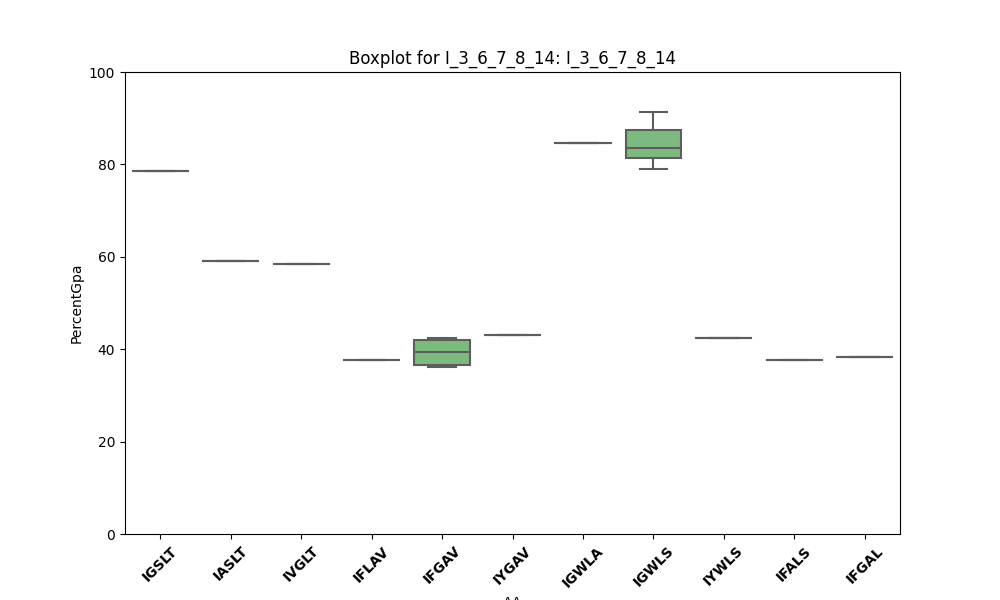 Boxplot for I_3_6_7_8_14: I_3_6_7_8_14
100
80
60
40
20
0
PercentGpa
IGSLT
IASLT
IVGLT
IFLAV
IFGAV
IYGAV
IGWLA
IGWLS
IYWLS
IFALS
IFGAL